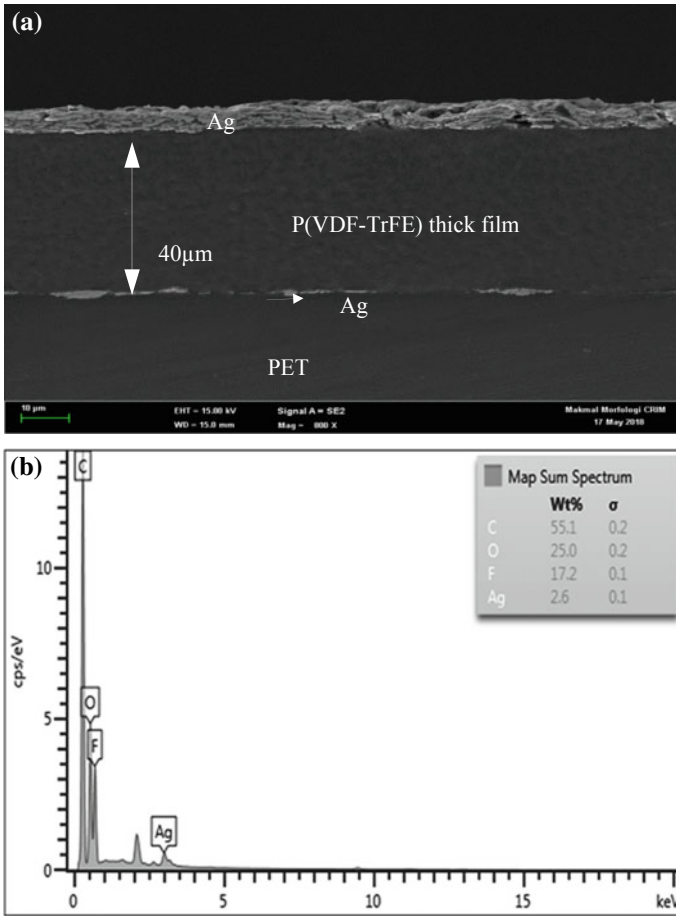 (a)
Ag
P(VDF-TrFE) thick film
40µm
Ag
PET
10 µm
EHT = 15.00 kV
Signal A = SE2
Makmal Morfologi CRIM
WD = 15.0 mm
Mag = 800 X
17 May 2018
(b)
C
Map Sum Spectrum
Wt% σ
C 55.1 0.2
O 25.0 0.2
F 17.2 0.1
Ag 2.6 0.1
10
cps/eV
O
5
F
Ag
0
0 5 10 15 keV